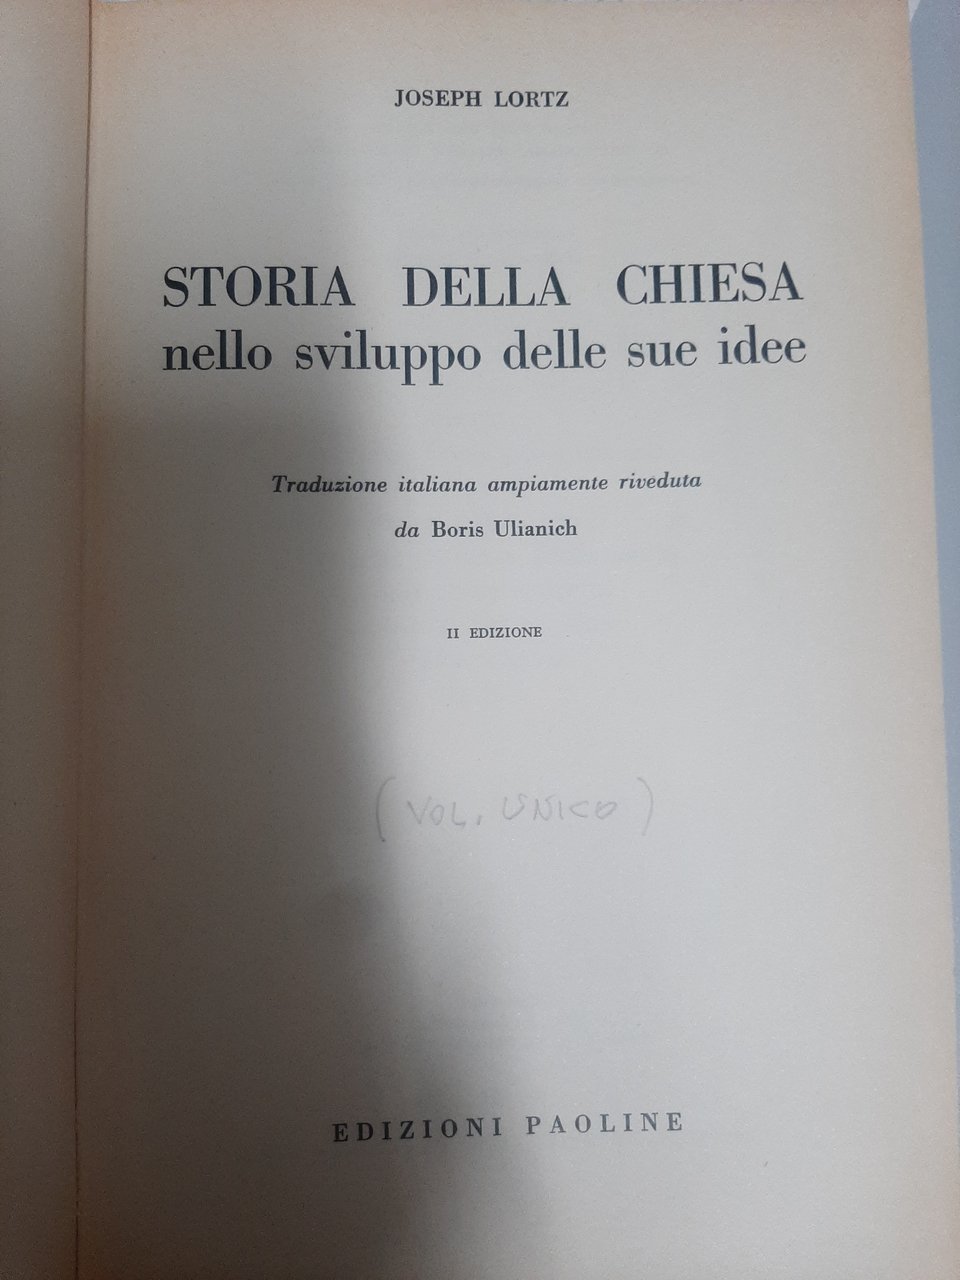 JOSEPH LORTZ
STORIA DELLA CHIESA
nello sviluppo delle sue idee
Traduzione italiana ampiamente riveduta
da Boris Ulianich
II EDIZIONE
(VOL. UNICO)
EDIZIONI PAOLINE